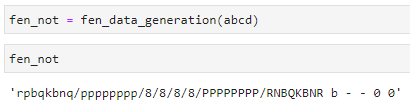 fen_not = fen_data_generation(abcd)
fen_not
'rpbqkbnq/pppppppp/8/8/8/8/PPPPPPPP/RNBQKBNR b - - 0 0'